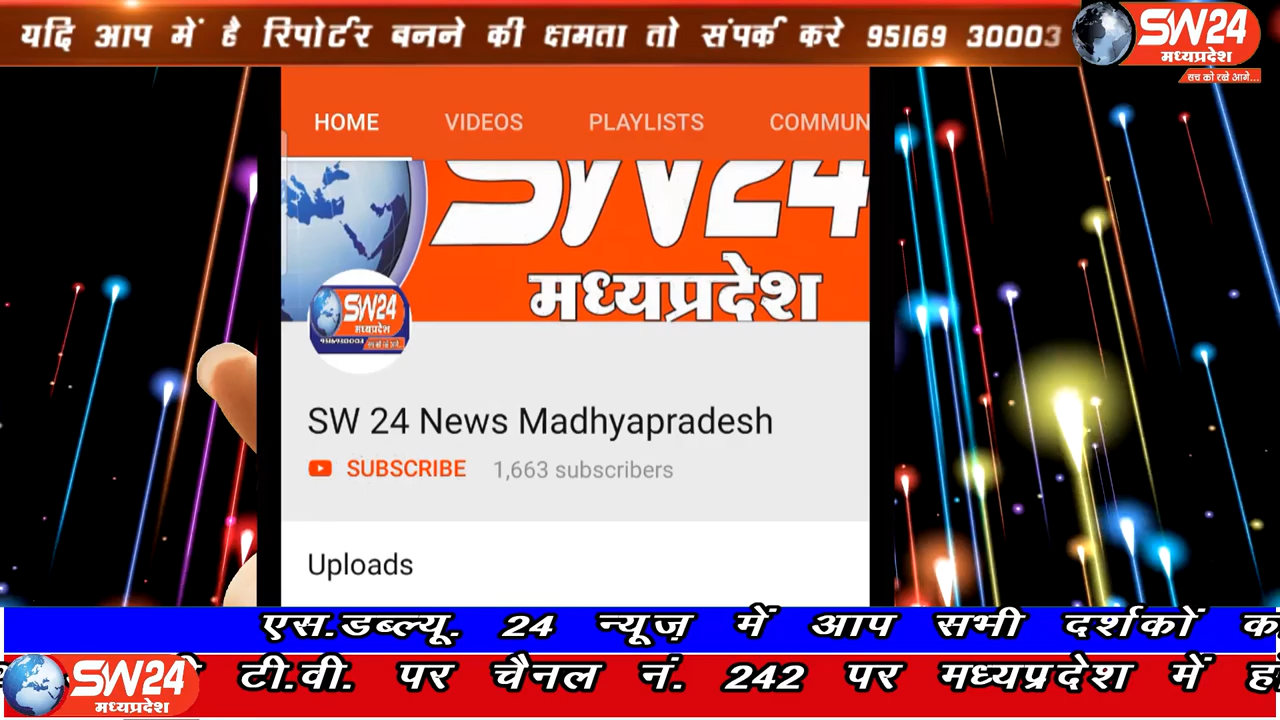 यदि आप में है रिपोर्टर बनने की क्षमता तो संपर्क करे 95169 30003
SW24
मध्यप्रदेश
सच को रखे आगे...
HOME VIDEOS PLAYLISTS COMMUN
SW24
मध्यप्रदेश
SW24
मध्यप्रदेश
9516930003
SW 24 News Madhyapradesh
SUBSCRIBE 1,663 subscribers
Uploads
एस.डब्ल्यू. 24 न्यूज़ में आप सभी दर्शकों
टी.वी. पर चैनल नं. 242 पर मध्यप्रदेश में
SW24
मध्यप्रदेश